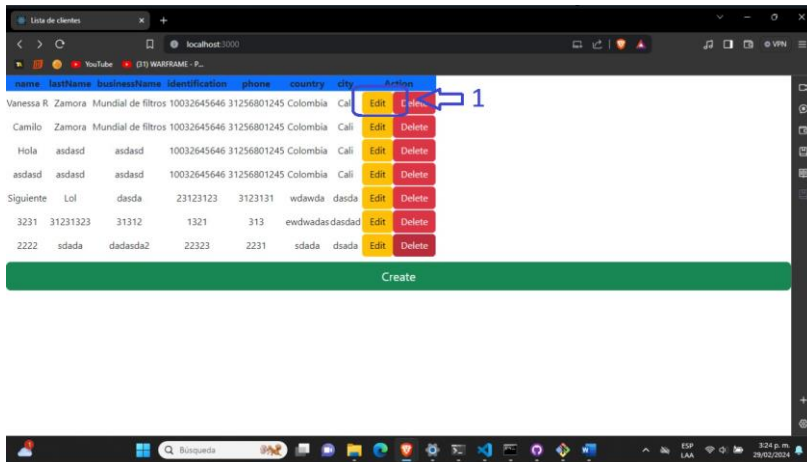 Lista de clientes
localhost:3000
VPN
YouTube (31) WARFRAME - P...
name lastName businessName identification phone country city Action
Vanessa R Zamora Mundial de filtros 10032645646 31256801245 Colombia Cali Edit Delete 1
Camilo Zamora Mundial de filtros 10032645646 31256801245 Colombia Cali Edit Delete
Hola asdasd asdasd 10032645646 31256801245 Colombia Cali Edit Delete
asdasd asdasd asdasd 10032645646 31256801245 Colombia Cali Edit Delete
Siguiente Lol dasda 23123123 3123131 wdawda dasda Edit Delete
3231 31231323 31312 1321 313 ewdwadas dasdad Edit Delete
2222 sdada dadasda2 22323 2231 sdada dsada Edit Delete
Create
Búsqueda
ESP 3:24 p. m.
LAA 29/02/2024